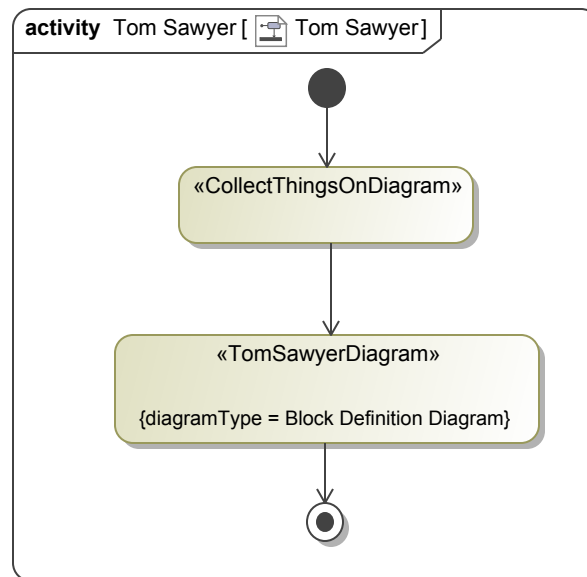 activity Tom Sawyer [ Tom Sawyer]
«CollectThingsOnDiagram»
«TomSawyerDiagram»
{diagramType = Block Definition Diagram}